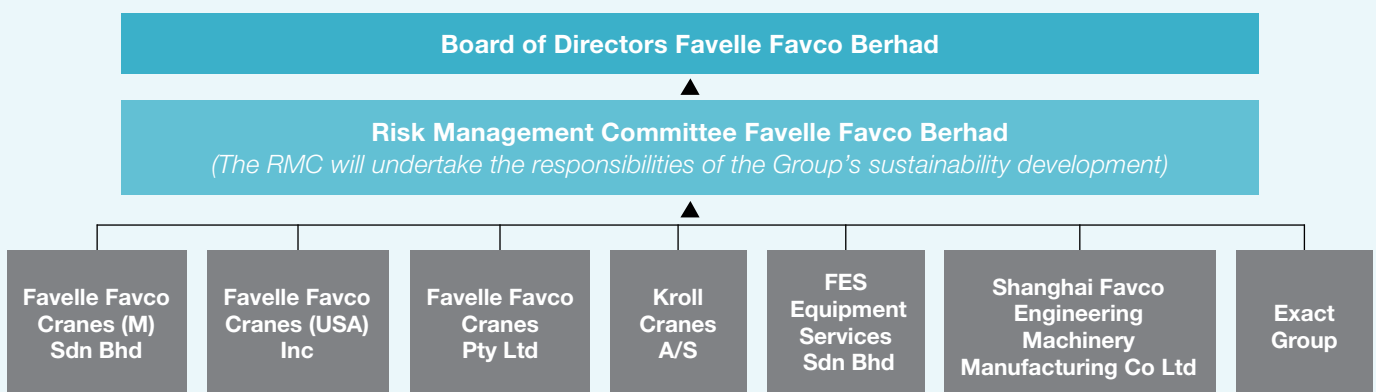 Board of Directors Favelle Favco Berhad
Risk Management Committee Favelle Favco Berhad
(The RMC will undertake the responsibilities of the Group's sustainability development)
Favelle Favco
Cranes (M)
Sdn Bhd
Favelle Favco
Cranes (USA)
Inc
Favelle Favco
Cranes
Pty Ltd
Kroll
Cranes
A/S
FES
Equipment
Services
Sdn Bhd
Shanghai Favco
Engineering
Machinery
Manufacturing Co Ltd
Exact
Group